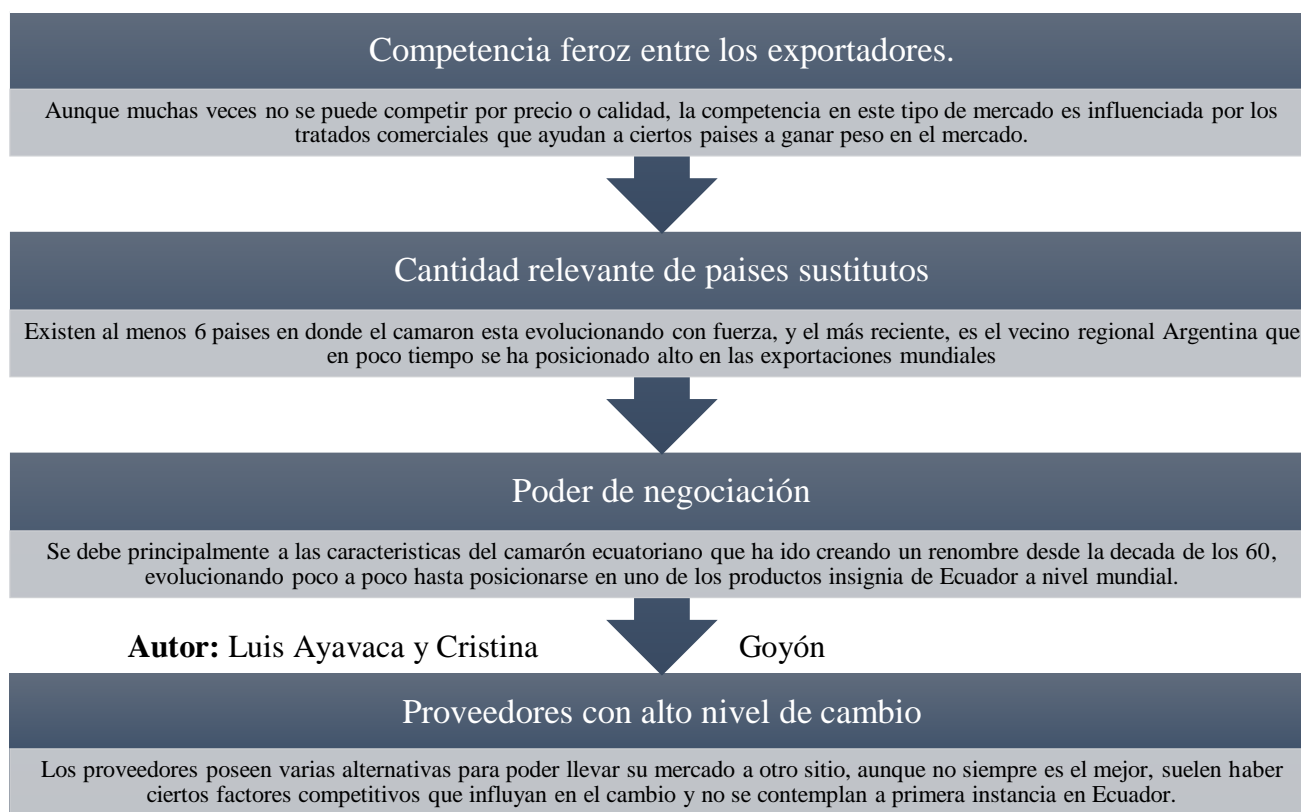 Competencia feroz entre los exportadores.
Aunque muchas veces no se puede competir por precio o calidad, la competencia en este tipo de mercado es influenciada por los
tratados comerciales que ayudan a ciertos paises a ganar peso en el mercado.
Cantidad relevante de paises sustitutos
Existen al menos 6 paises en donde el camaron esta evolucionando con fuerza, y el más reciente, es el vecino regional Argentina que
en poco tiempo se ha posicionado alto en las exportaciones mundiales
Poder de negociación
Se debe principalmente a las caracteristicas del camarón ecuatoriano que ha ido creando un renombre desde la decada de los 60,
evolucionando poco a poco hasta posicionarse en uno de los productos insignia de Ecuador a nivel mundial.
Autor: Luis Ayavaca y Cristina Goyón
Proveedores con alto nivel de cambio
Los proveedores poseen varias alternativas para poder llevar su mercado a otro sitio, aunque no siempre es el mejor, suelen haber
ciertos factores competitivos que influyan en el cambio y no se contemplan a primera instancia en Ecuador.